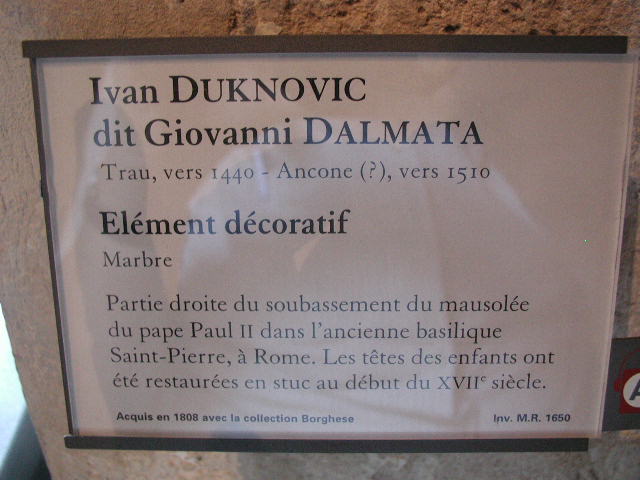 Ivan DUKNOVIC
dit Giovanni DALMATA
Trau, vers 1440 - Ancone (?), vers 1510
Elément décoratif
Marbre
Partie droite du soubassement du mausolée
du pape Paul II dans l'ancienne basilique
Saint-Pierre, à Rome. Les têtes des enfants ont
été restaurées en stuc au début du XVIIe siècle.
Acquis en 1808 avec la collection Borghese
Inv. M.R. 1650
A